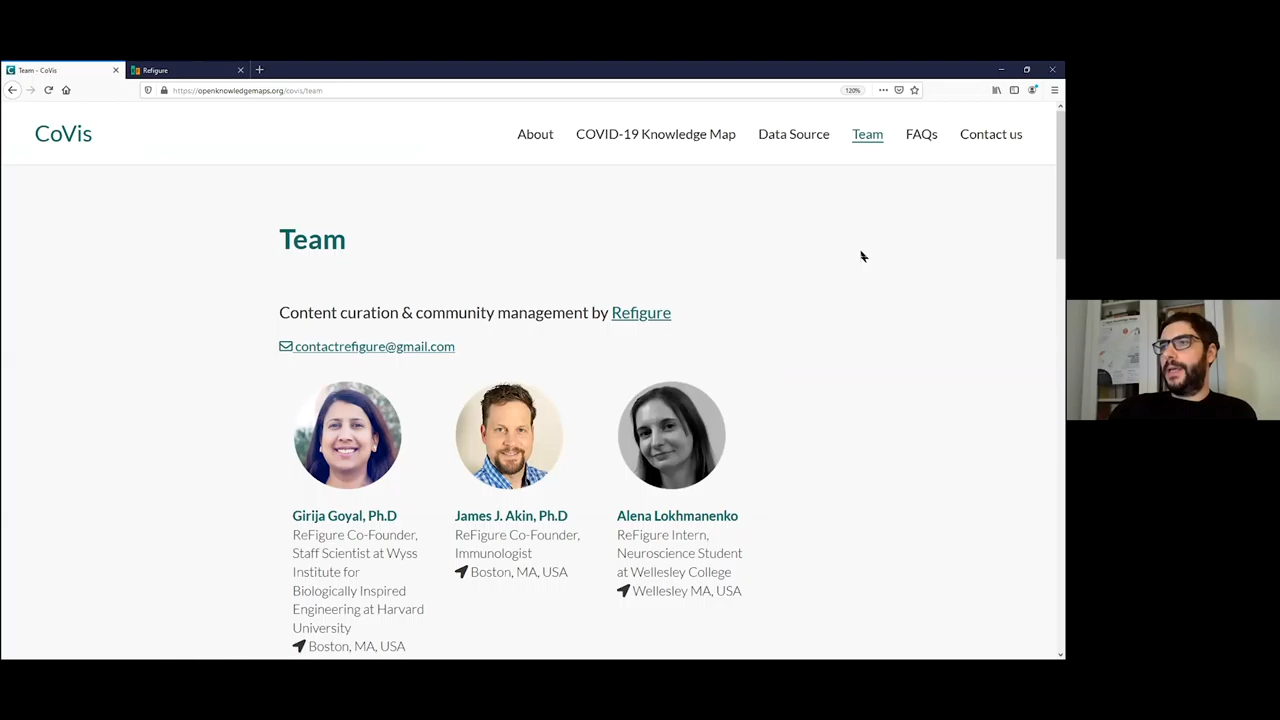 Team - CoVis
Refigure
https://openknowledgemaps.org/covis/team
120%
CoVis
About
COVID-19 Knowledge Map
Data Source
Team
FAQs
Contact us
Team
Content curation & community management by Refigure
contactrefigure@gmail.com
Girija Goyal, Ph.D
ReFigure Co-Founder,
Staff Scientist at Wyss
Institute for
Biologically Inspired
Engineering at Harvard
University
Boston, MA, USA
James J. Akin, Ph.D
ReFigure Co-Founder,
Immunologist
Boston, MA, USA
Alena Lokhmanenko
ReFigure Intern,
Neuroscience Student
at Wellesley College
Wellesley MA, USA